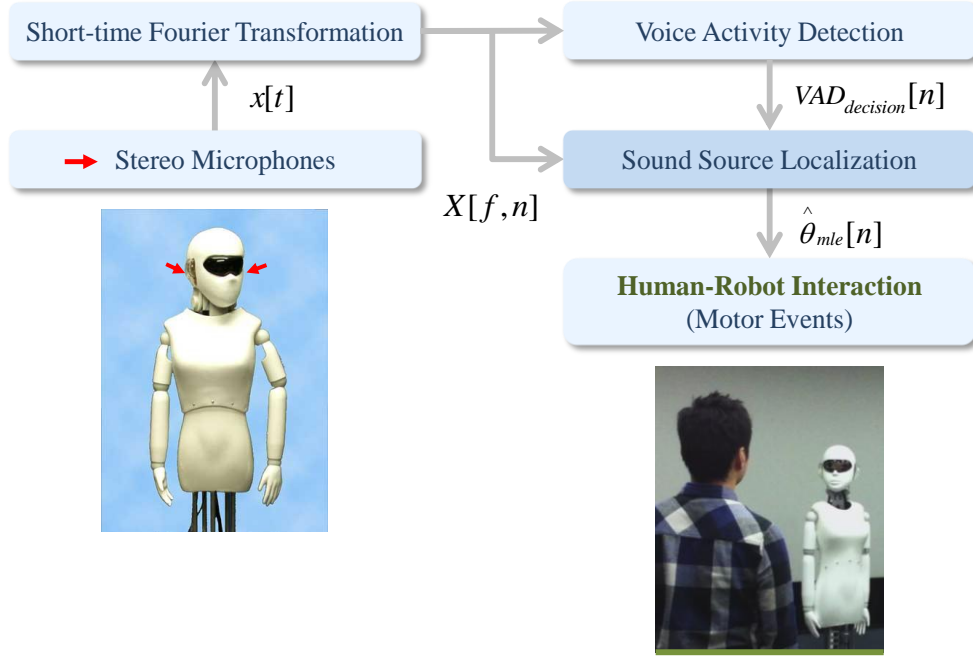 Short-time Fourier Transformation
Voice Activity Detection
x[t]
VAD_decision[n]
Stereo Microphones
Sound Source Localization
X[f,n]
θ̂_mle[n]
Human-Robot Interaction
(Motor Events)